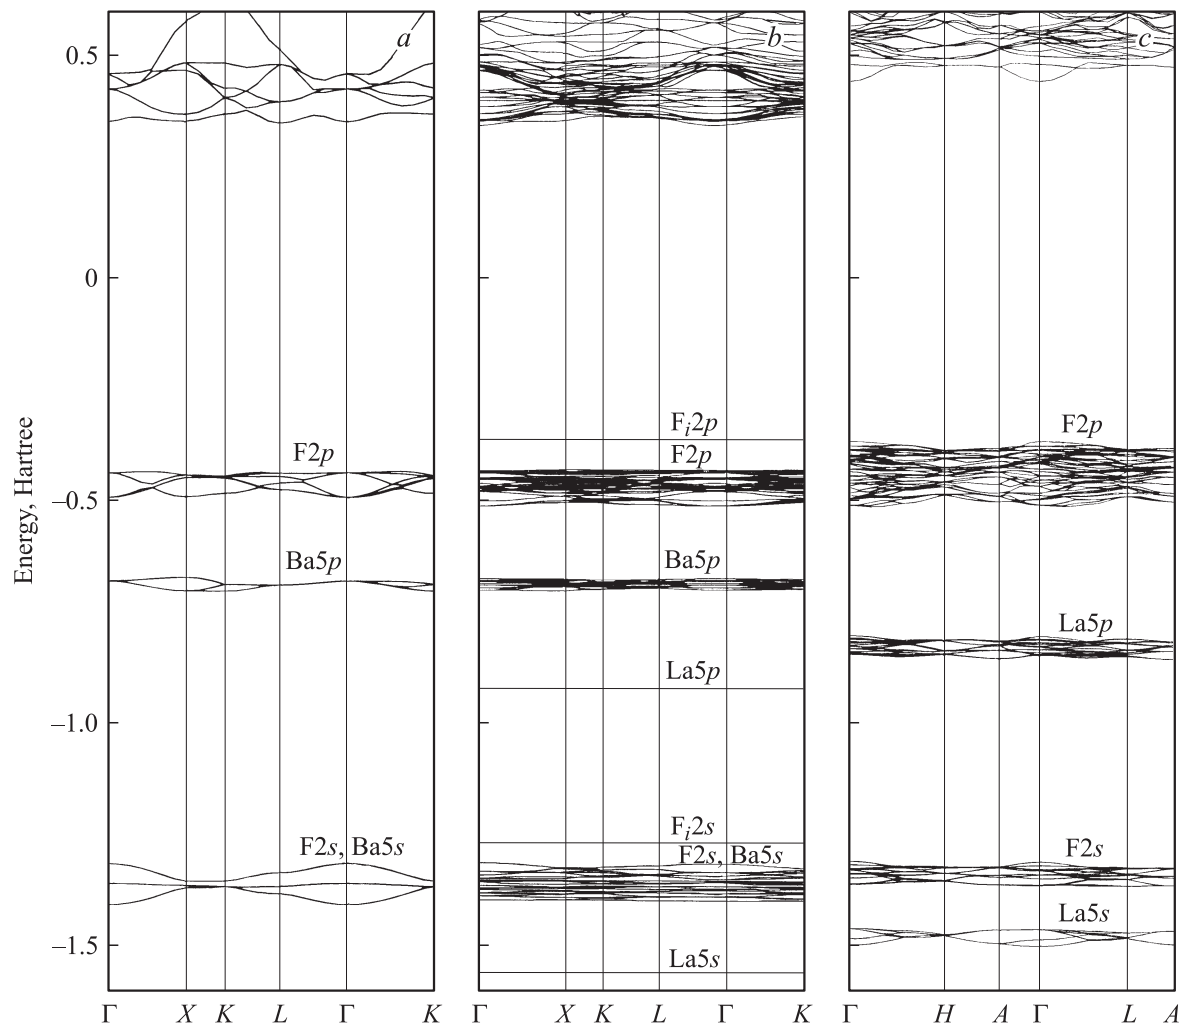 a
b
c
0.5
0
−0.5
−1.0
−1.5
Energy, Hartree
F2p
Ba5p
F2s, Ba5s
Fi2p
F2p
Ba5p
La5p
Fi2s
F2s, Ba5s
La5s
F2p
La5p
F2s
La5s
Γ X K L Γ K
Γ X K L Γ K
Γ H A Γ L A